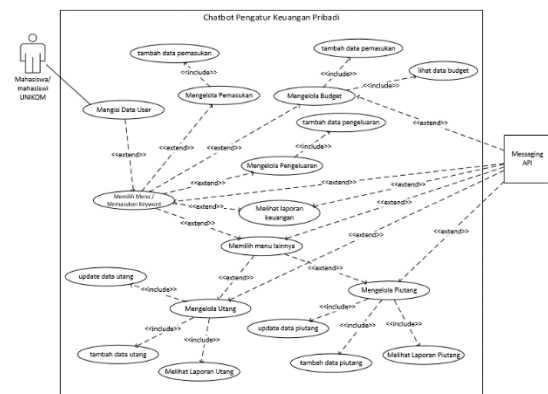 Chatbot Pengatur Keuangan Pribadi
Mahasiswa/
mahasiswi
UNIKOM
tambah data pemasukan
<<include>>
Mengelola Pemasukan
tambah data pemasukan
<<include>>
lihat data budget
<<include>>
Mengelola Budget
Mengisi Data User
tambah data pengeluaran
<<include>>
Mengelola Pengeluaran
<<extend>>
<<extend>>
<<extend>>
<<extend>>
<<extend>>
Messaging
API
Memilih Menu /
Memasukan Keyword
<<extend>>
<<extend>>
Melihat laporan
keuangan
<<extend>>
<<extend>>
<<extend>>
Memilih menu lainnya
<<extend>>
<<extend>>
<<extend>>
<<extend>>
update data utang
<<include>>
Mengelola Utang
Mengelola Piutang
<<include>>
<<include>>
<<include>>
<<include>>
<<include>>
update data piutang
tambah data utang
Melihat Laporan Utang
tambah data piutang
Melihat Laporan Piutang